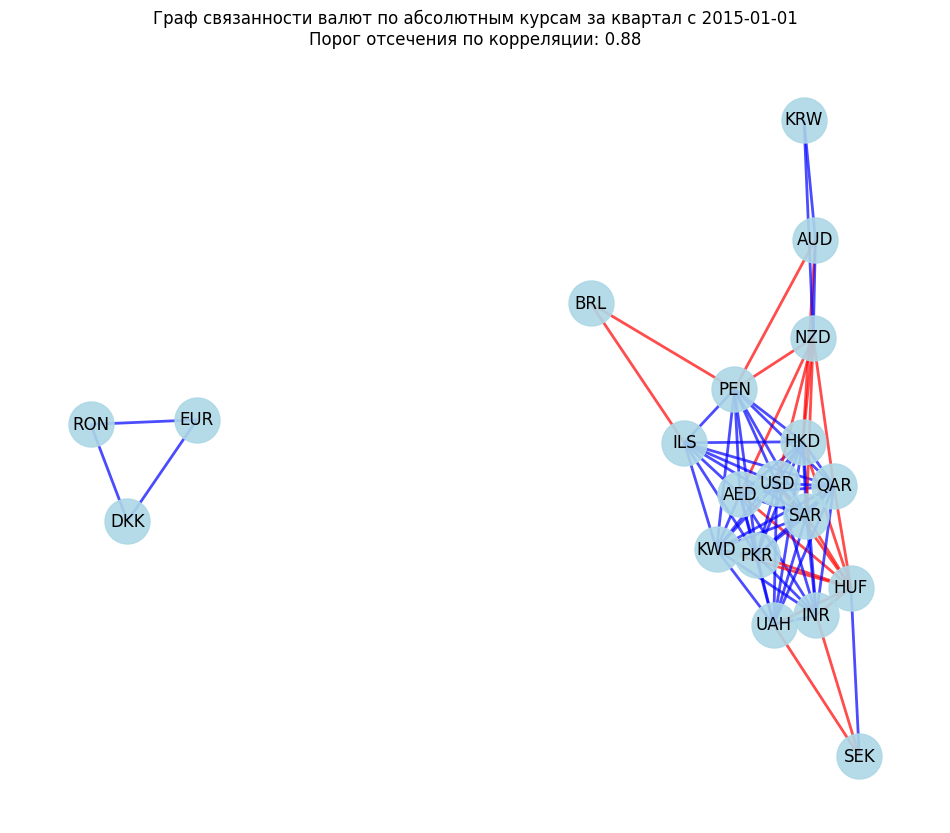 Граф связанности валют по абсолютным курсам за квартал с 2015-01-01
Порог отсечения по корреляции: 0.88
KRW
AUD
BRL
NZD
PEN
RON
EUR
ILS
HKD
USD
QAR
AED
SAR
DKK
KWD
PKR
HUF
INR
UAH
SEK